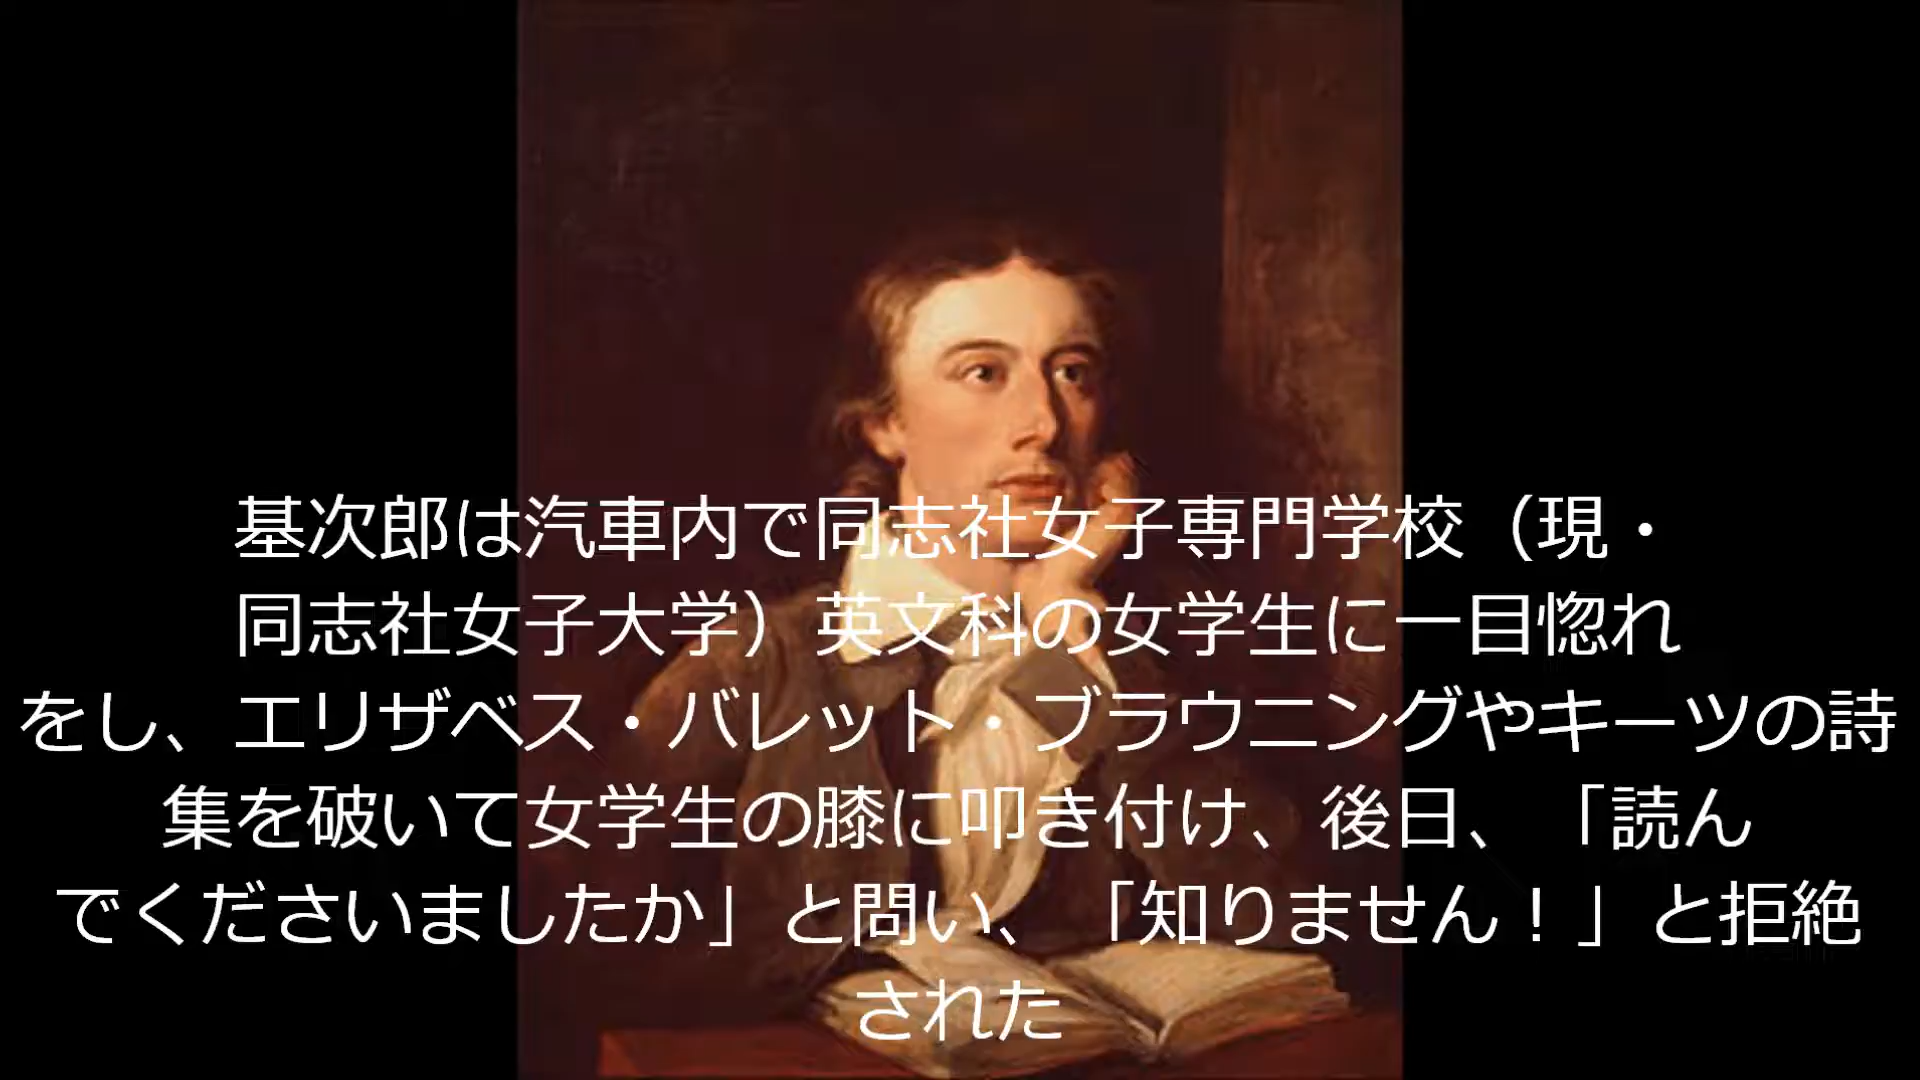 基次郎は汽車内で同志社女子専門学校（現・
同志社女子大学）英文科の女学生に一目惚れ
をし、エリザベス・バレット・ブラウニングやキーツの詩
集を破いて女学生の膝に叩き付け、後日、「読ん
でくださいましたか」と問い、「知りません！」と拒絶
された